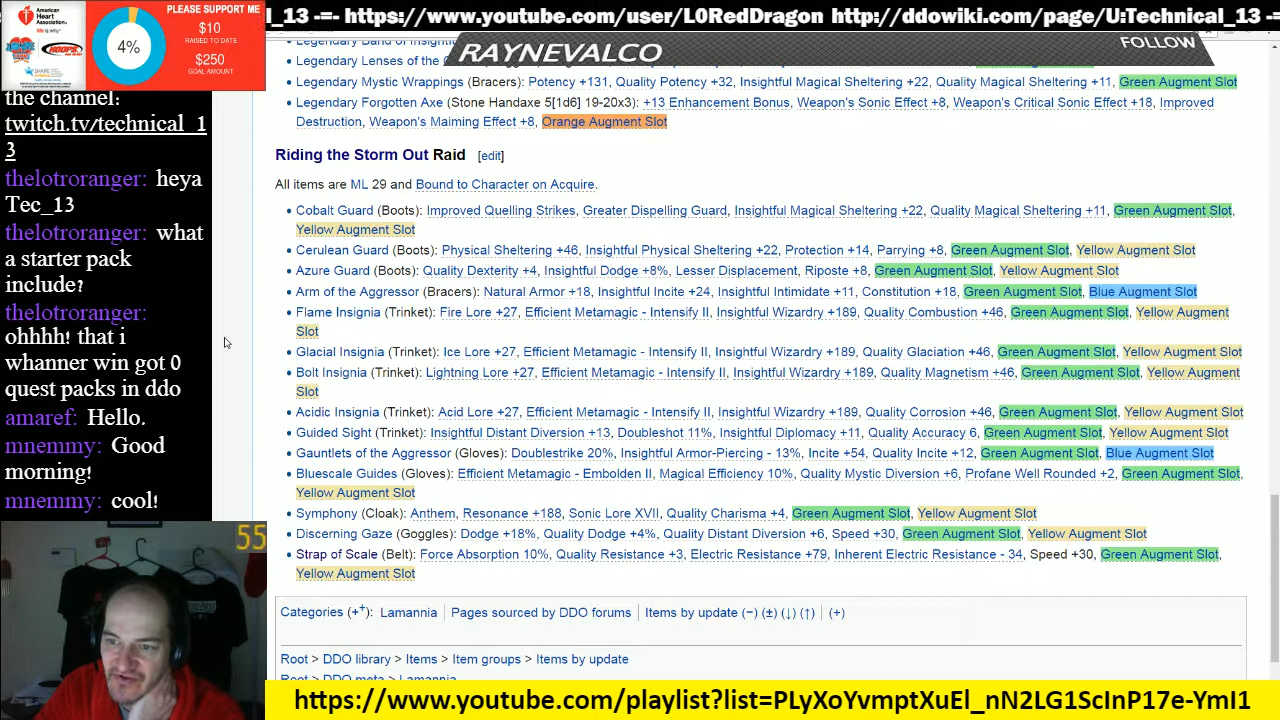 l_13 -=- https://www.youtube.com/user/L0Redragon http://ddowiki.com/page/U:Technical_13 -=
American Heart Association®
life is why™
HOOPS
4%
PLEASE SUPPORT ME
$10
RAISED TO DATE
$250
GOAL AMOUNT
RAYNEVALCO
FOLLOW
the channel!
twitch.tv/technical_1
3
thelotroranger: heya
Tec_13
thelotroranger: what
a starter pack
include?
thelotroranger:
ohhhh! that i
whanner win got 0
quest packs in ddo
amaref: Hello.
mnemmy: Good
morning!
mnemmy: cool!
55
Legendary Band of Insightf
Legendary Lenses of the
Legendary Mystic Wrappings (Bracers): Potency +131, Quality Potency +32, Insightful Magical Sheltering +22, Quality Magical Sheltering +11, Green Augment Slot
Legendary Forgotten Axe (Stone Handaxe 5[1d6] 19-20x3): +13 Enhancement Bonus, Weapon's Sonic Effect +8, Weapon's Critical Sonic Effect +18, Improved
Destruction, Weapon's Maiming Effect +8, Orange Augment Slot
Riding the Storm Out Raid [edit]
All items are ML 29 and Bound to Character on Acquire.
Cobalt Guard (Boots): Improved Quelling Strikes, Greater Dispelling Guard, Insightful Magical Sheltering +22, Quality Magical Sheltering +11, Green Augment Slot,
Yellow Augment Slot
Cerulean Guard (Boots): Physical Sheltering +46, Insightful Physical Sheltering +22, Protection +14, Parrying +8, Green Augment Slot, Yellow Augment Slot
Azure Guard (Boots): Quality Dexterity +4, Insightful Dodge +8%, Lesser Displacement, Riposte +8, Green Augment Slot, Yellow Augment Slot
Arm of the Aggressor (Bracers): Natural Armor +18, Insightful Incite +24, Insightful Intimidate +11, Constitution +18, Green Augment Slot, Blue Augment Slot
Flame Insignia (Trinket): Fire Lore +27, Efficient Metamagic - Intensify II, Insightful Wizardry +189, Quality Combustion +46, Green Augment Slot, Yellow Augment
Slot
Glacial Insignia (Trinket): Ice Lore +27, Efficient Metamagic - Intensify II, Insightful Wizardry +189, Quality Glaciation +46, Green Augment Slot, Yellow Augment Slot
Bolt Insignia (Trinket): Lightning Lore +27, Efficient Metamagic - Intensify II, Insightful Wizardry +189, Quality Magnetism +46, Green Augment Slot, Yellow Augment
Slot
Acidic Insignia (Trinket): Acid Lore +27, Efficient Metamagic - Intensify II, Insightful Wizardry +189, Quality Corrosion +46, Green Augment Slot, Yellow Augment Slot
Guided Sight (Trinket): Insightful Distant Diversion +13, Doubleshot 11%, Insightful Diplomacy +11, Quality Accuracy 6, Green Augment Slot, Yellow Augment Slot
Gauntlets of the Aggressor (Gloves): Doublestrike 20%, Insightful Armor-Piercing - 13%, Incite +54, Quality Incite +12, Green Augment Slot, Blue Augment Slot
Bluescale Guides (Gloves): Efficient Metamagic - Embolden II, Magical Efficiency 10%, Quality Mystic Diversion +6, Profane Well Rounded +2, Green Augment Slot,
Yellow Augment Slot
Symphony (Cloak): Anthem, Resonance +188, Sonic Lore XVII, Quality Charisma +4, Green Augment Slot, Yellow Augment Slot
Discerning Gaze (Goggles): Dodge +18%, Quality Dodge +4%, Quality Distant Diversion +6, Speed +30, Green Augment Slot, Yellow Augment Slot
Strap of Scale (Belt): Force Absorption 10%, Quality Resistance +3, Electric Resistance +79, Inherent Electric Resistance - 34, Speed +30, Green Augment Slot,
Yellow Augment Slot
Categories (+⁺): Lamannia | Pages sourced by DDO forums | Items by update (−) (±) (↓) (↑) | (+)
Root > DDO library > Items > Item groups > Items by update
Root > DDO meta > Lamannia
https://www.youtube.com/playlist?list=PLyXoYvmptXuEl_nN2LG1ScInP17e-YmI1